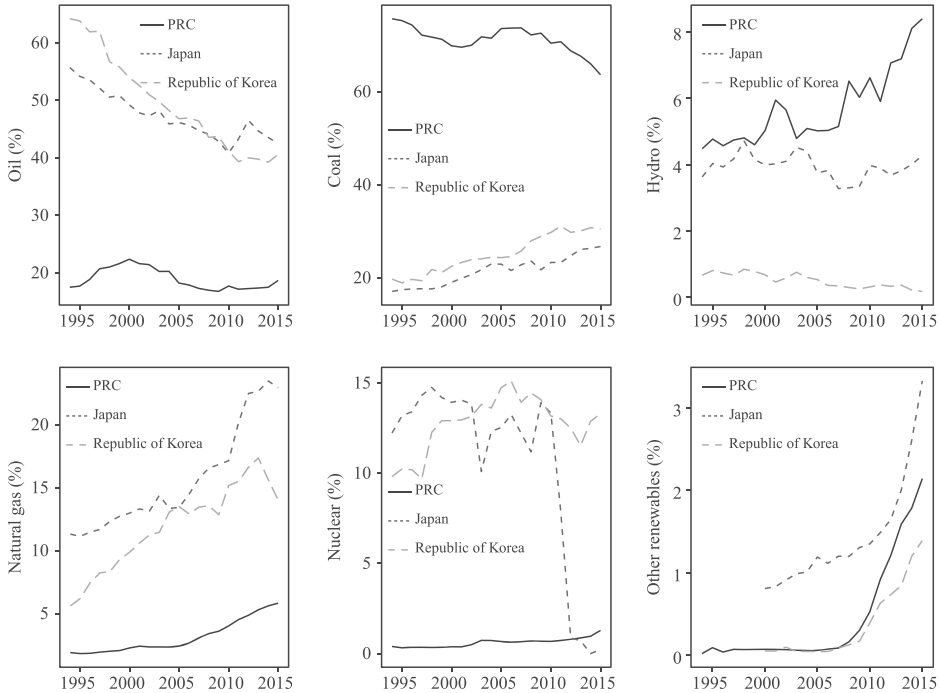 Oil (%)
60
50
40
30
20
1995 2000 2005 2010 2015
PRC
Japan
Republic of Korea
Coal (%)
60
40
20
1995 2000 2005 2010 2015
PRC
Japan
Republic of Korea
Hydro (%)
8
6
4
2
0
1995 2000 2005 2010 2015
PRC
Japan
Republic of Korea
Natural gas (%)
20
15
10
5
1995 2000 2005 2010 2015
PRC
Japan
Republic of Korea
Nuclear (%)
15
10
5
0
1995 2000 2005 2010 2015
PRC
Japan
Republic of Korea
Other renewables (%)
3
2
1
0
1995 2000 2005 2010 2015
PRC
Japan
Republic of Korea